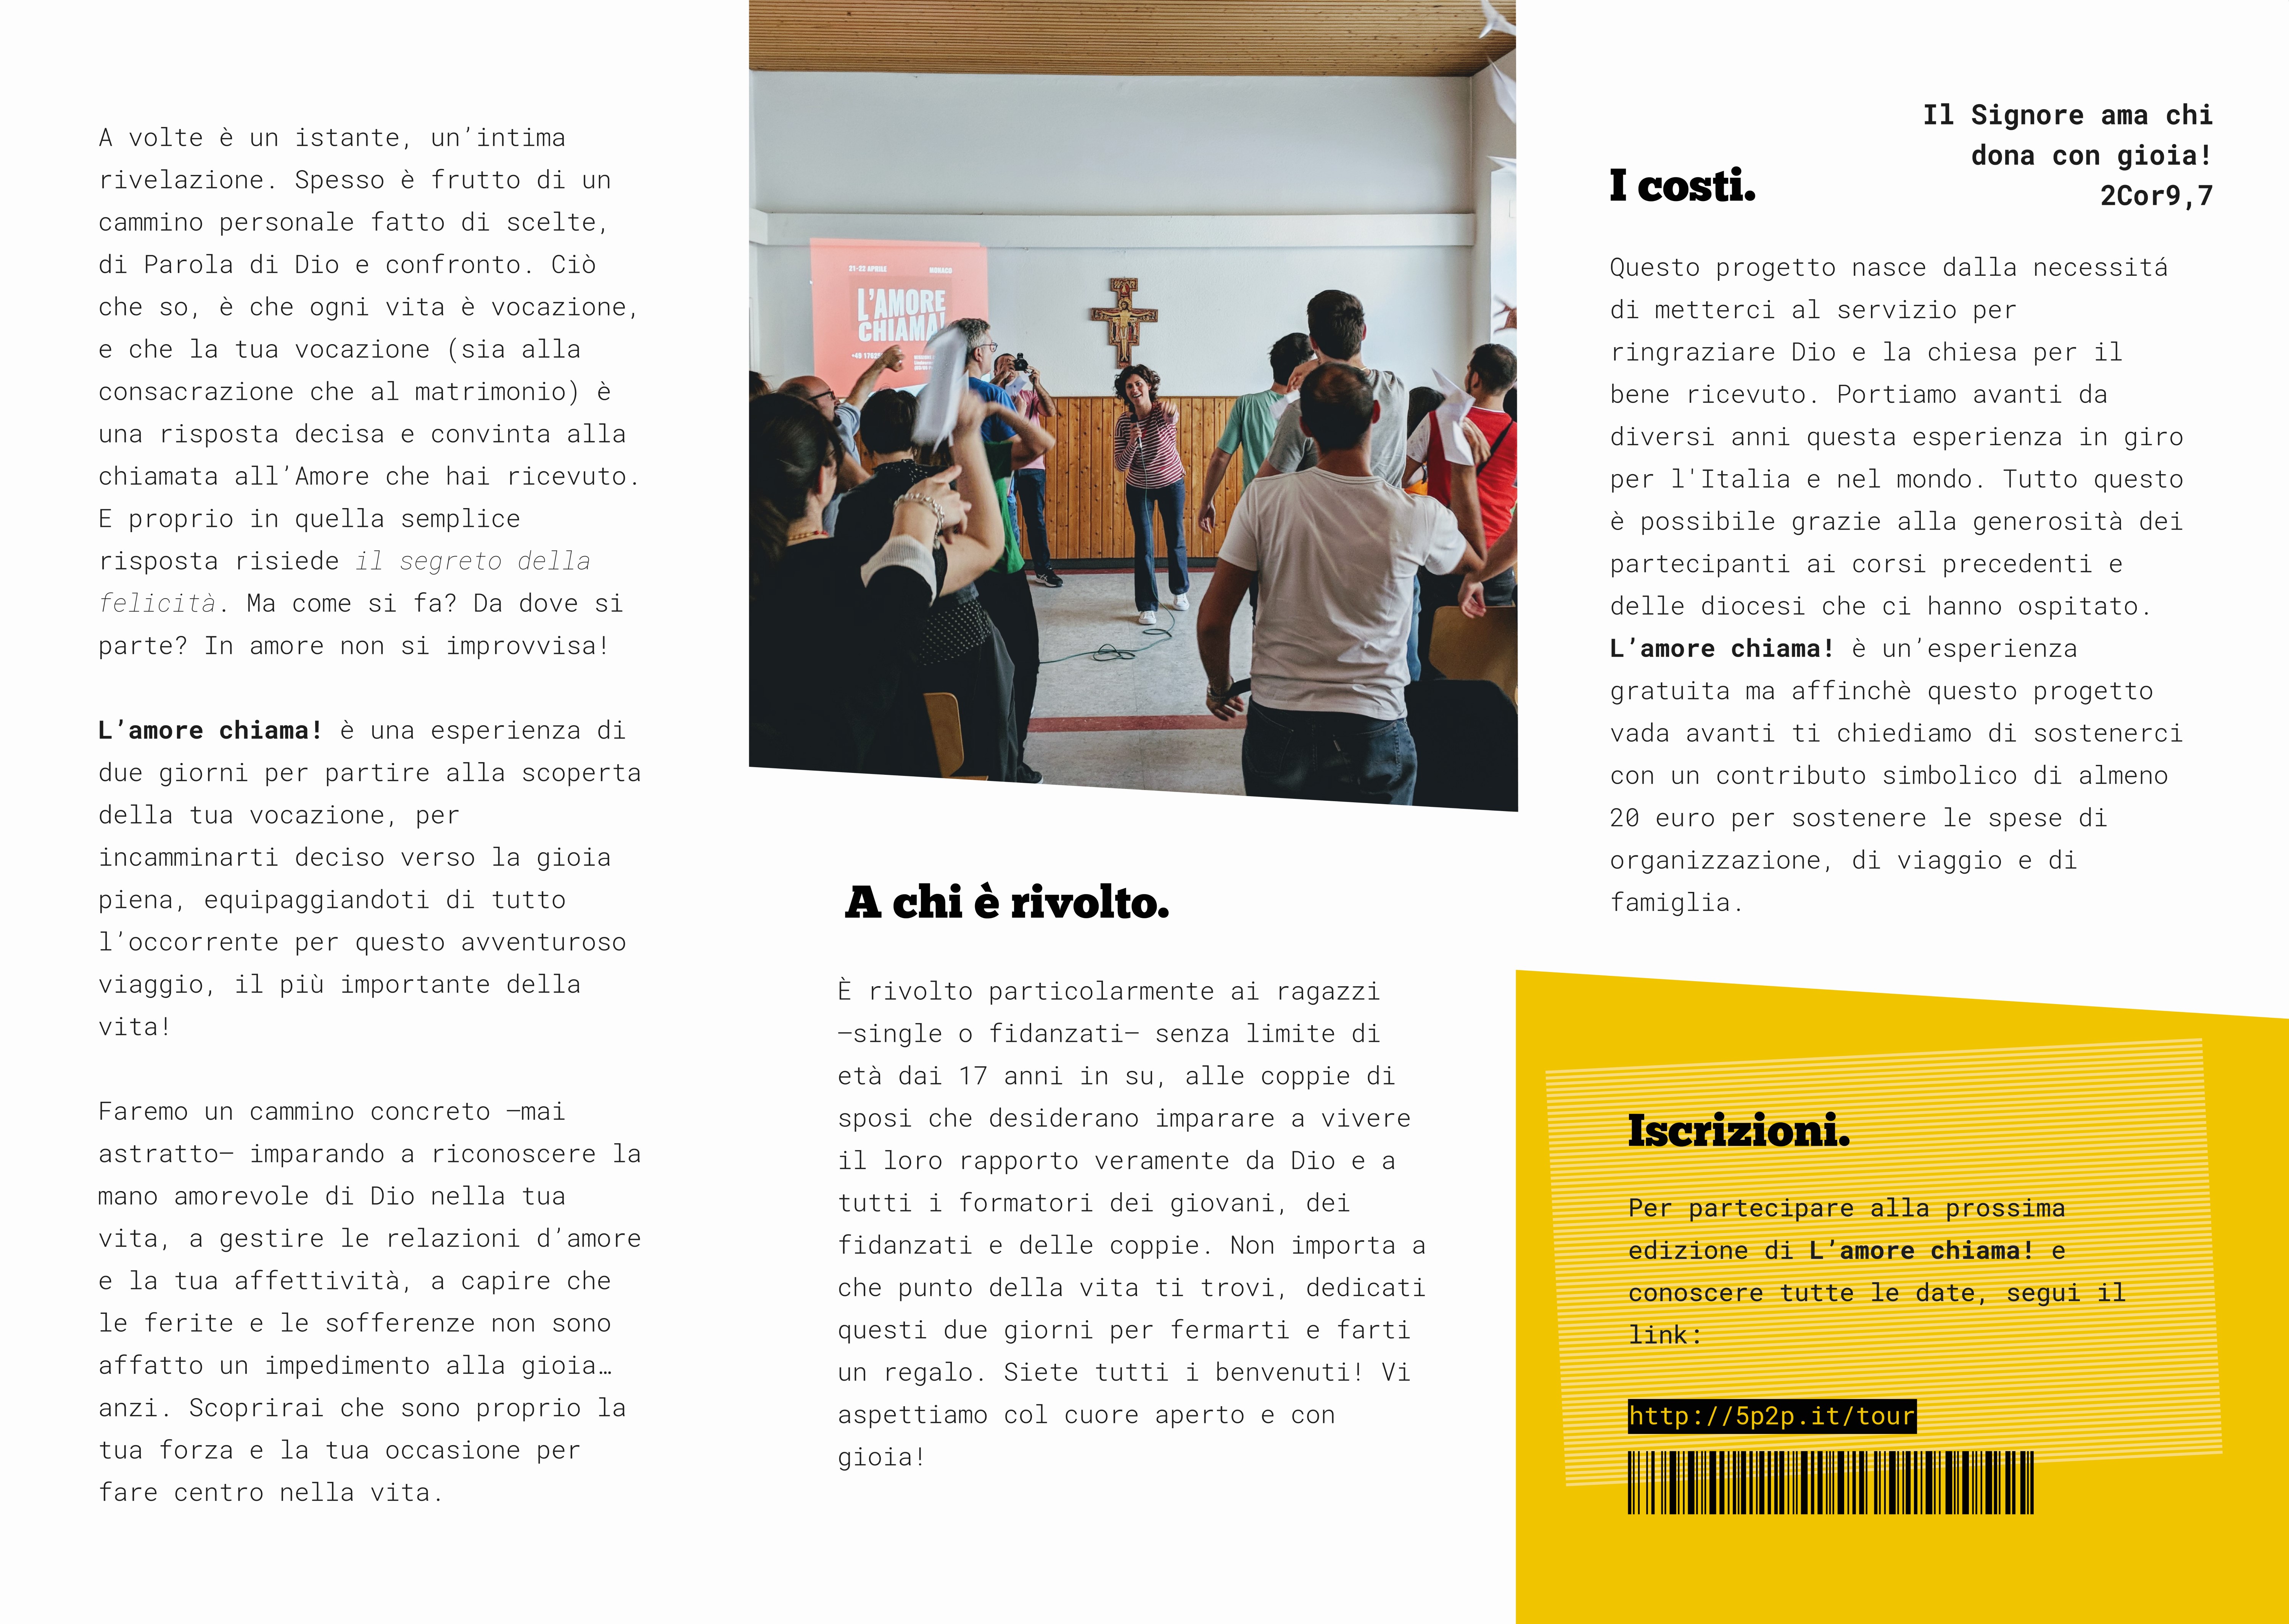 A volte è un istante, un’intima
rivelazione. Spesso è frutto di un
cammino personale fatto di scelte,
di Parola di Dio e confronto. Ciò
che so, è che ogni vita è vocazione,
e che la tua vocazione (sia alla
consacrazione che al matrimonio) è
una risposta decisa e convinta alla
chiamata all’Amore che hai ricevuto.
E proprio in quella semplice
risposta risiede il segreto della
felicità. Ma come si fa? Da dove si
parte? In amore non si improvvisa!
L’amore chiama! è una esperienza di
due giorni per partire alla scoperta
della tua vocazione, per
incamminarti deciso verso la gioia
piena, equipaggiandoti di tutto
l’occorrente per questo avventuroso
viaggio, il più importante della
vita!
Faremo un cammino concreto —mai
astratto— imparando a riconoscere la
mano amorevole di Dio nella tua
vita, a gestire le relazioni d’amore
e la tua affettività, a capire che
le ferite e le sofferenze non sono
affatto un impedimento alla gioia…
anzi. Scoprirai che sono proprio la
tua forza e la tua occasione per
fare centro nella vita.
21-22 APRILE MONACO
L'AMORE
CHIAMA!
A chi è rivolto.
È rivolto particolarmente ai ragazzi
—single o fidanzati— senza limite di
età dai 17 anni in su, alle coppie di
sposi che desiderano imparare a vivere
il loro rapporto veramente da Dio e a
tutti i formatori dei giovani, dei
fidanzati e delle coppie. Non importa a
che punto della vita ti trovi, dedicati
questi due giorni per fermarti e farti
un regalo. Siete tutti i benvenuti! Vi
aspettiamo col cuore aperto e con
gioia!
Il Signore ama chi
dona con gioia!
2Cor9,7
I costi.
Questo progetto nasce dalla necessitá
di metterci al servizio per
ringraziare Dio e la chiesa per il
bene ricevuto. Portiamo avanti da
diversi anni questa esperienza in giro
per l'Italia e nel mondo. Tutto questo
è possibile grazie alla generosità dei
partecipanti ai corsi precedenti e
delle diocesi che ci hanno ospitato.
L’amore chiama! è un’esperienza
gratuita ma affinchè questo progetto
vada avanti ti chiediamo di sostenerci
con un contributo simbolico di almeno
20 euro per sostenere le spese di
organizzazione, di viaggio e di
famiglia.
Iscrizioni.
Per partecipare alla prossima
edizione di L’amore chiama! e
conoscere tutte le date, segui il
link:
http://5p2p.it/tour